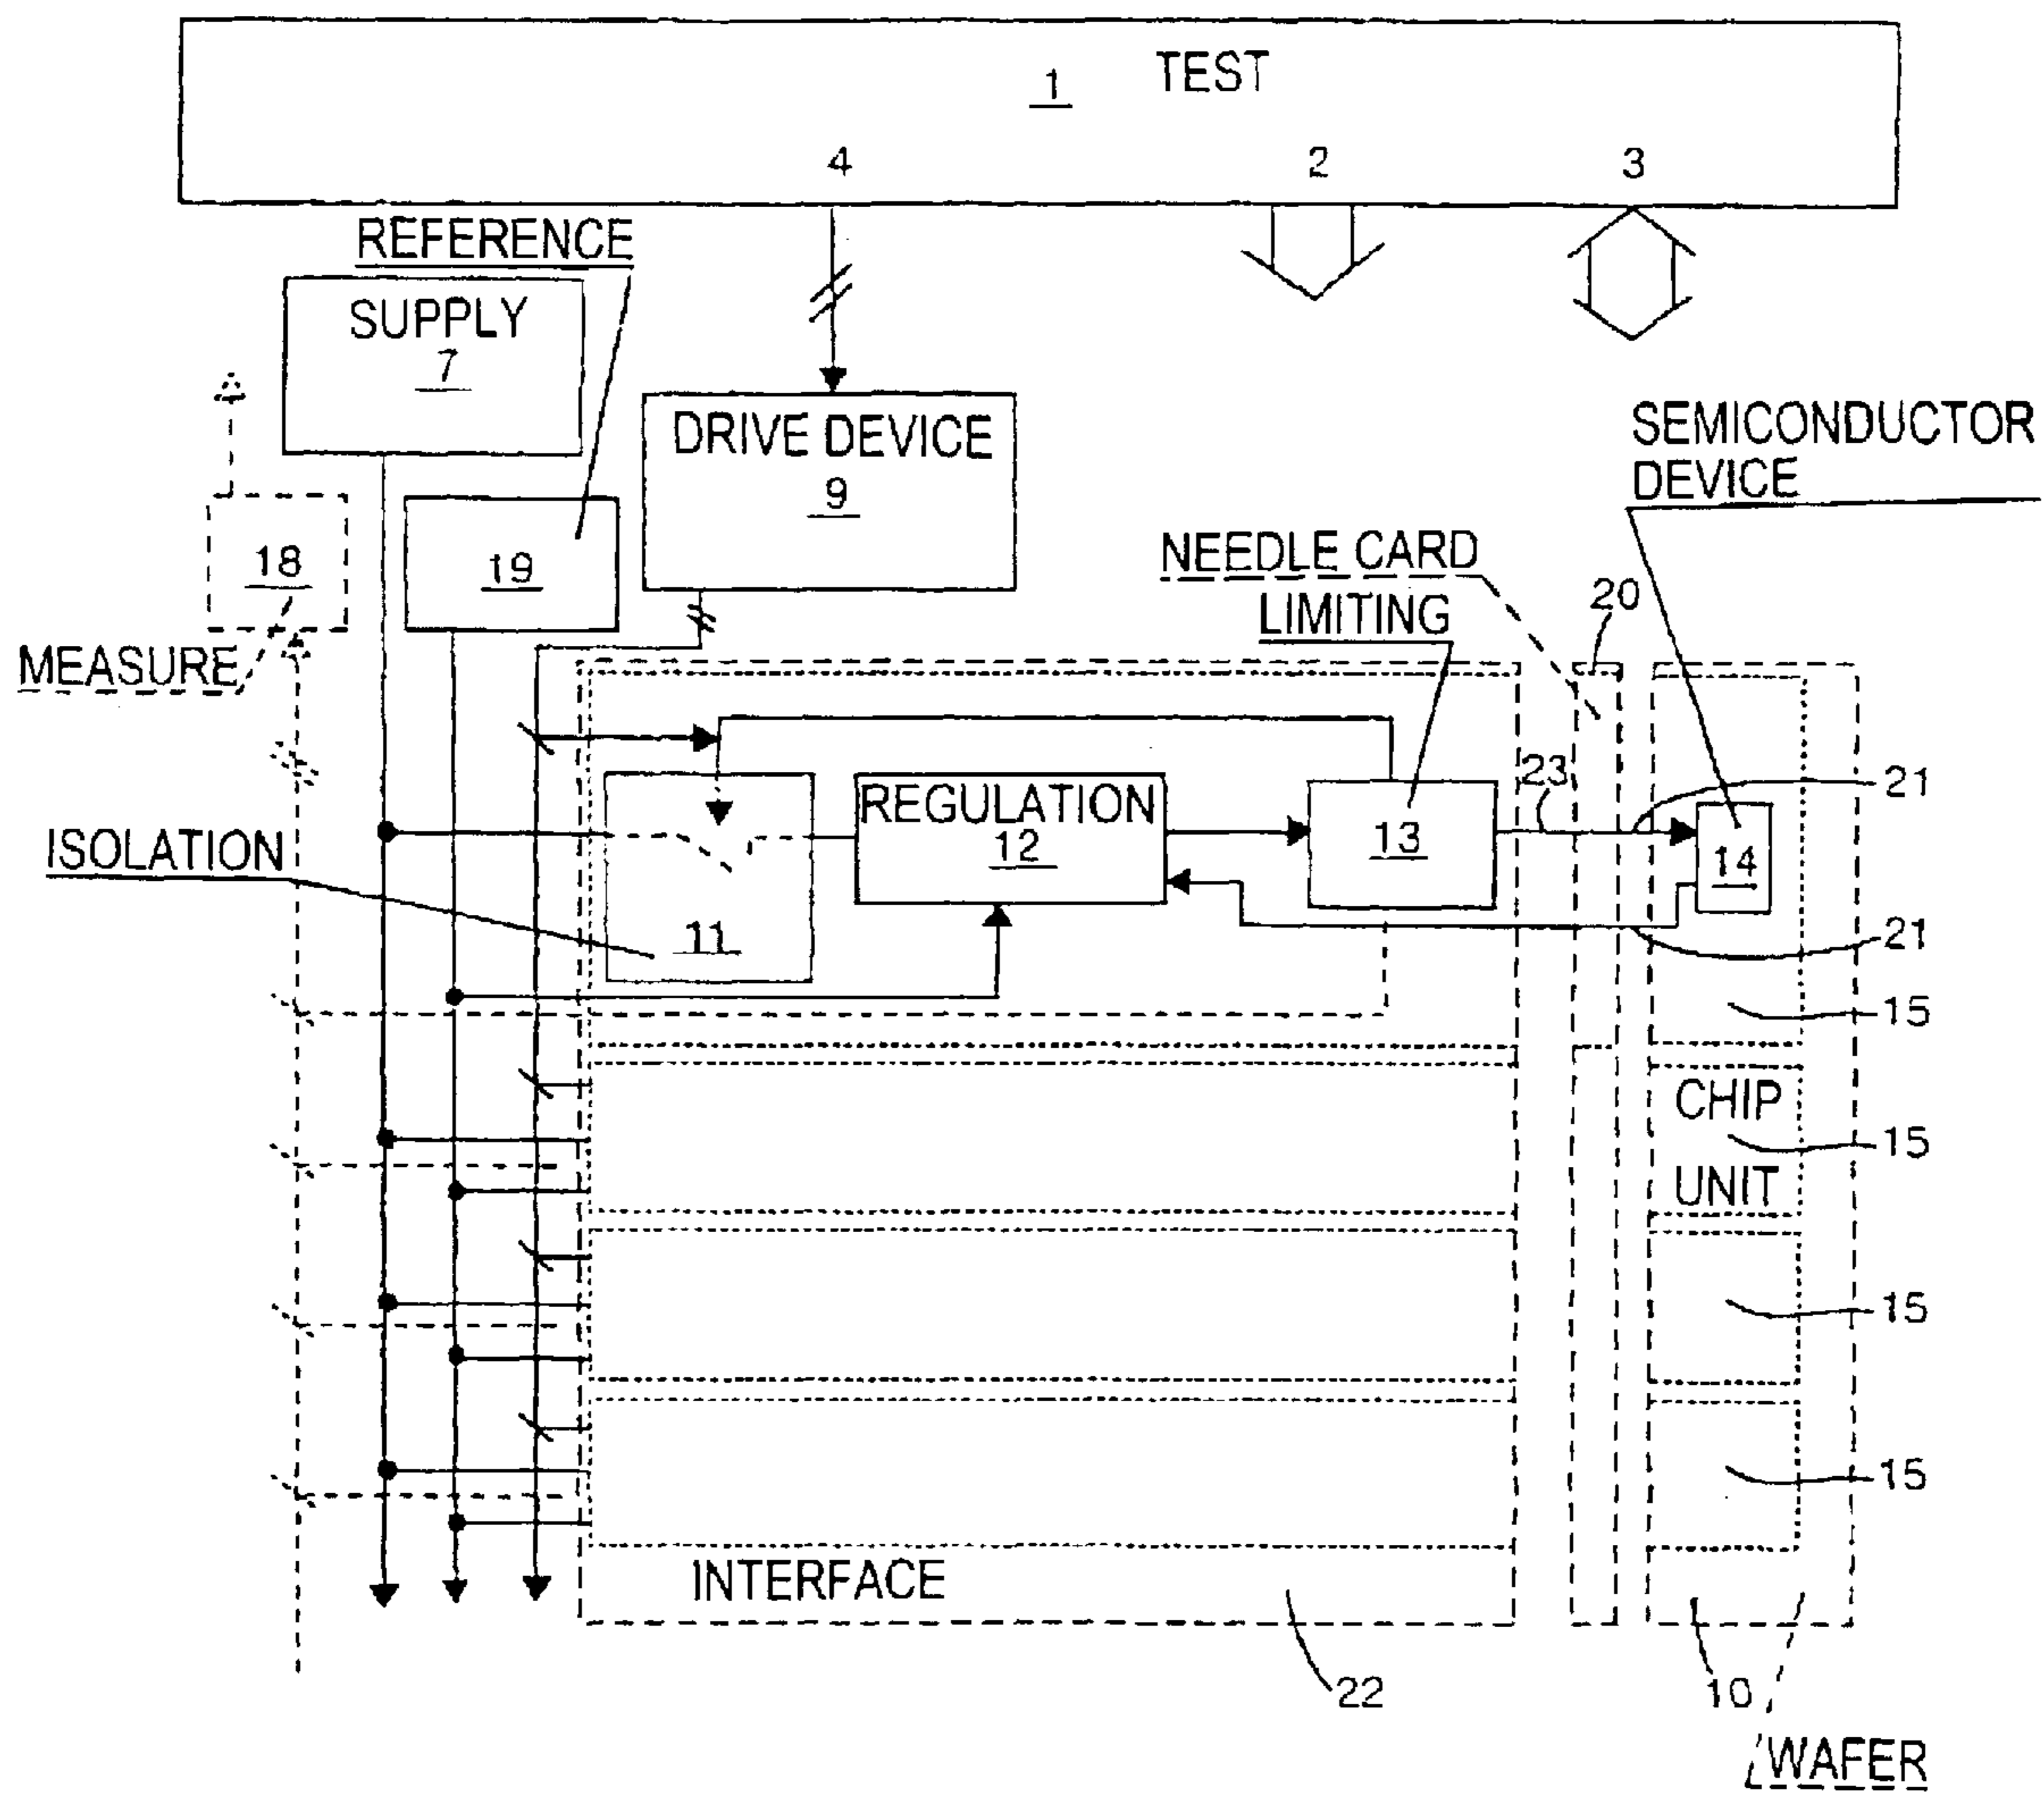 1 TEST
4 2 3
REFERENCE
SUPPLY
7
DRIVE DEVICE
9
SEMICONDUCTOR
DEVICE
18
19
NEEDLE CARD
20
LIMITING
MEASURE
23
21
REGULATION
12
13
14
ISOLATION
11
21
15
CHIP
15
UNIT
15
15
INTERFACE
22
10
WAFER